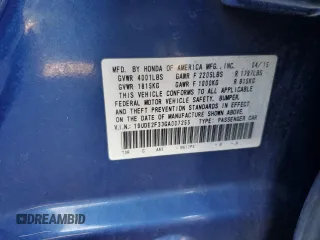 MFD. BY HONDA OF AMERICA MFG., INC. 04/15
GVWR 4001LBS GAWR F 2205LBS R 1797LBS
GVWR 1815KG GAWR F 1000KG R 815KG
THIS VEHICLE CONFORMS TO ALL APPLICABLE
FEDERAL MOTOR VEHICLE SAFETY, BUMPER, AND
THEFT PREVENTION STANDARDS IN EFFECT ON THE
DATE OF MANUFACTURE SHOWN ABOVE.
V.I.N.: TYPE: PASSENGER CAR
DREAMBID